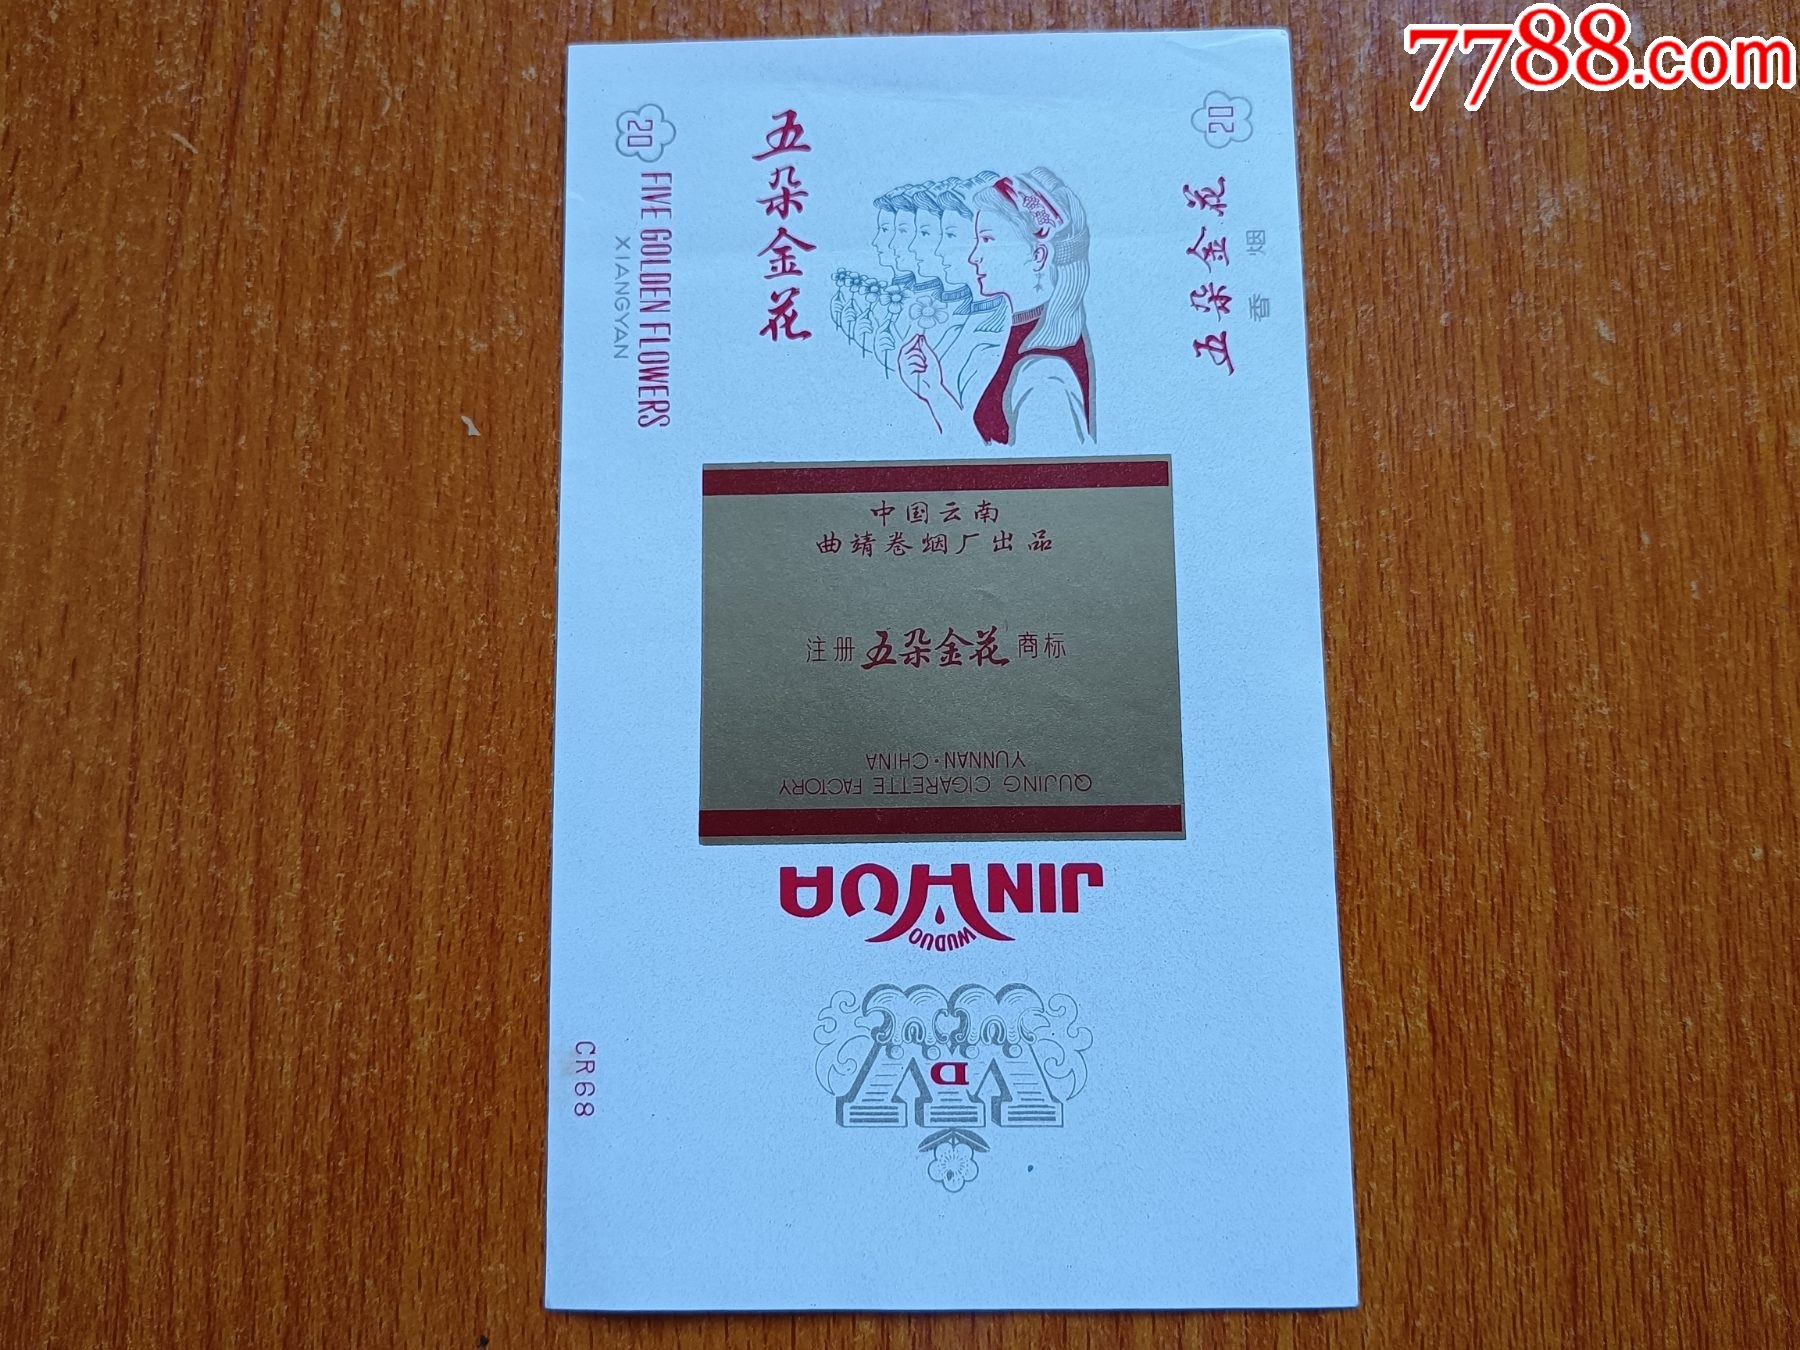 7788.com
20
FIVE GOLDEN FLOWERS
XIANGYAN
五朵金花
20
五朵金花
香烟
中国云南
曲靖卷烟厂出品
注册 五朵金花 商标
QUJING CIGARETTE FACTORY
YUNNAN·CHINA
WUDUO
JINHUA
D
CR68